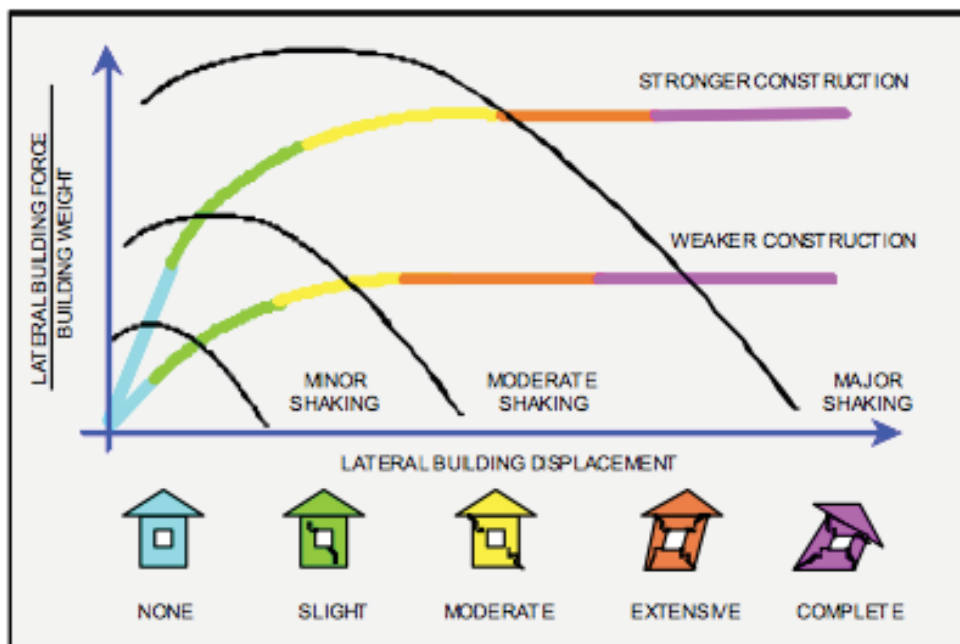 STRONGER CONSTRUCTION
LATERAL BUILDING FORCE
BUILDING WEIGHT
WEAKER CONSTRUCTION
MINOR
SHAKING
MODERATE
SHAKING
MAJOR
SHAKING
LATERAL BUILDING DISPLACEMENT
NONE
SLIGHT
MODERATE
EXTENSIVE
COMPLETE